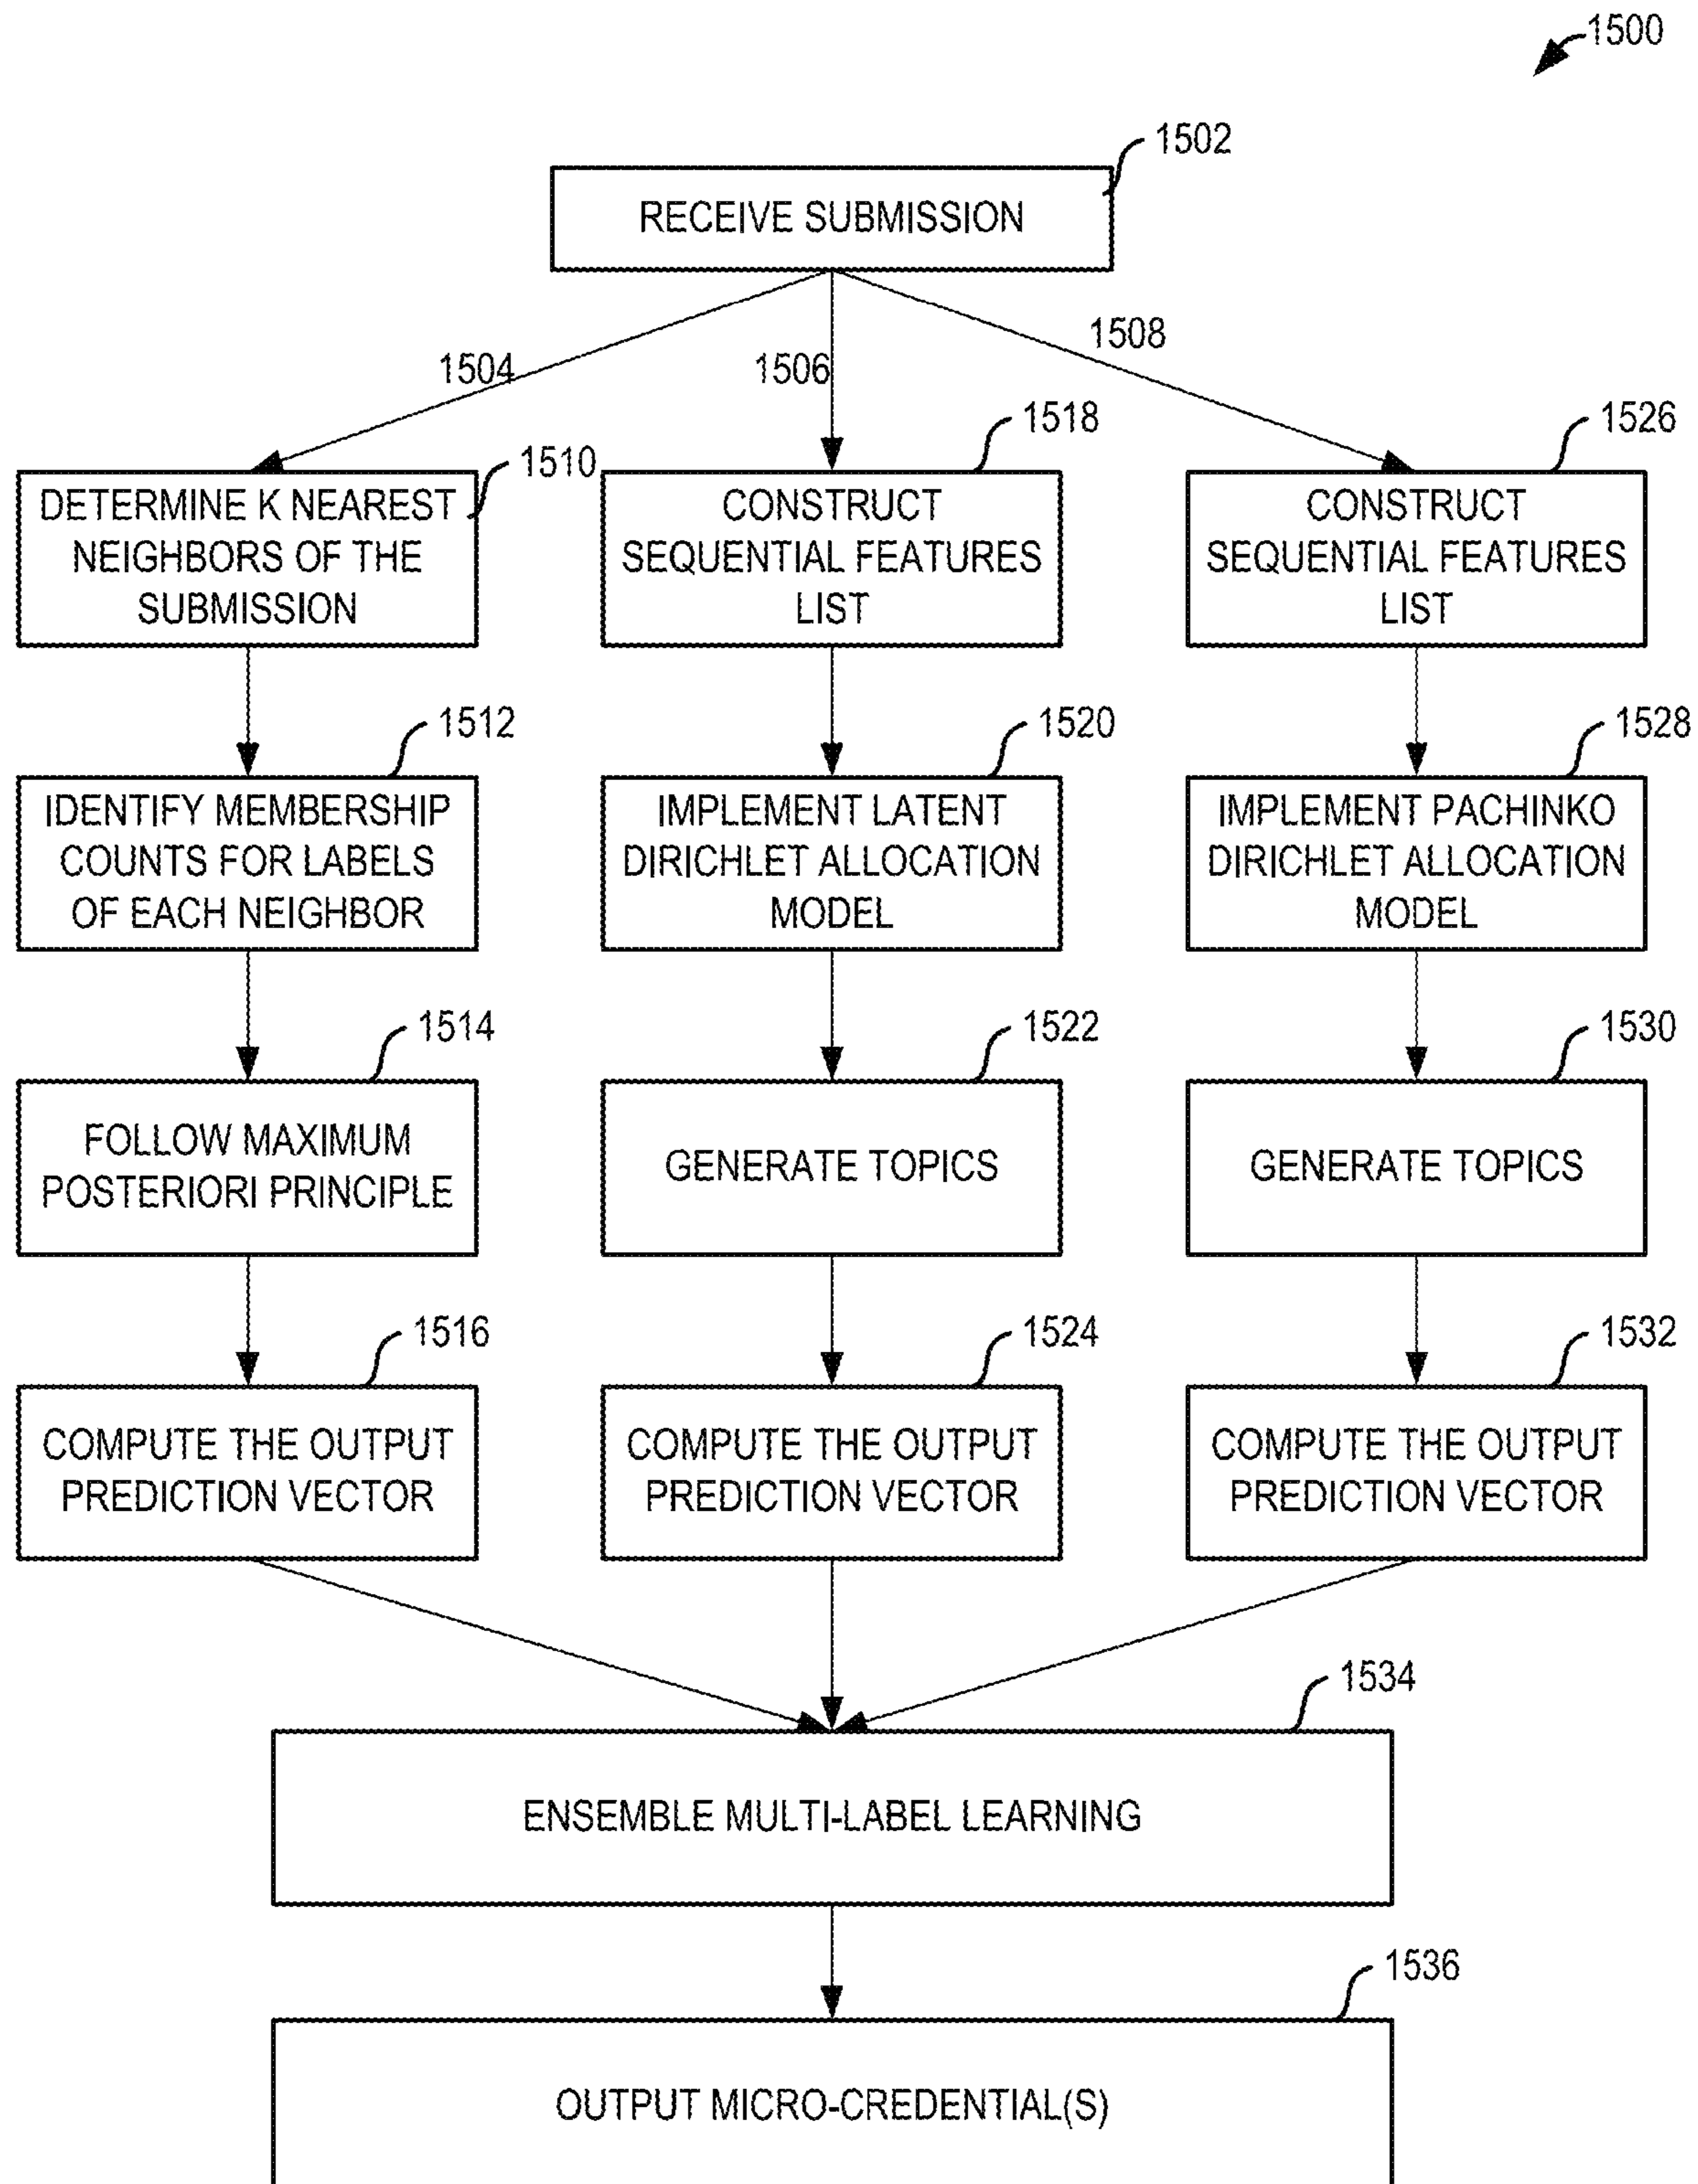 1500
1502
RECEIVE SUBMISSION
1504
1506
1508
1510
DETERMINE K NEAREST
NEIGHBORS OF THE
SUBMISSION
1518
CONSTRUCT
SEQUENTIAL FEATURES
LIST
1526
CONSTRUCT
SEQUENTIAL FEATURES
LIST
1512
IDENTIFY MEMBERSHIP
COUNTS FOR LABELS
OF EACH NEIGHBOR
1520
IMPLEMENT LATENT
DIRICHLET ALLOCATION
MODEL
1528
IMPLEMENT PACHINKO
DIRICHLET ALLOCATION
MODEL
1514
FOLLOW MAXIMUM
POSTERIORI PRINCIPLE
1522
GENERATE TOPICS
1530
GENERATE TOPICS
1516
COMPUTE THE OUTPUT
PREDICTION VECTOR
1524
COMPUTE THE OUTPUT
PREDICTION VECTOR
1532
COMPUTE THE OUTPUT
PREDICTION VECTOR
1534
ENSEMBLE MULTI-LABEL LEARNING
1536
OUTPUT MICRO-CREDENTIAL(S)